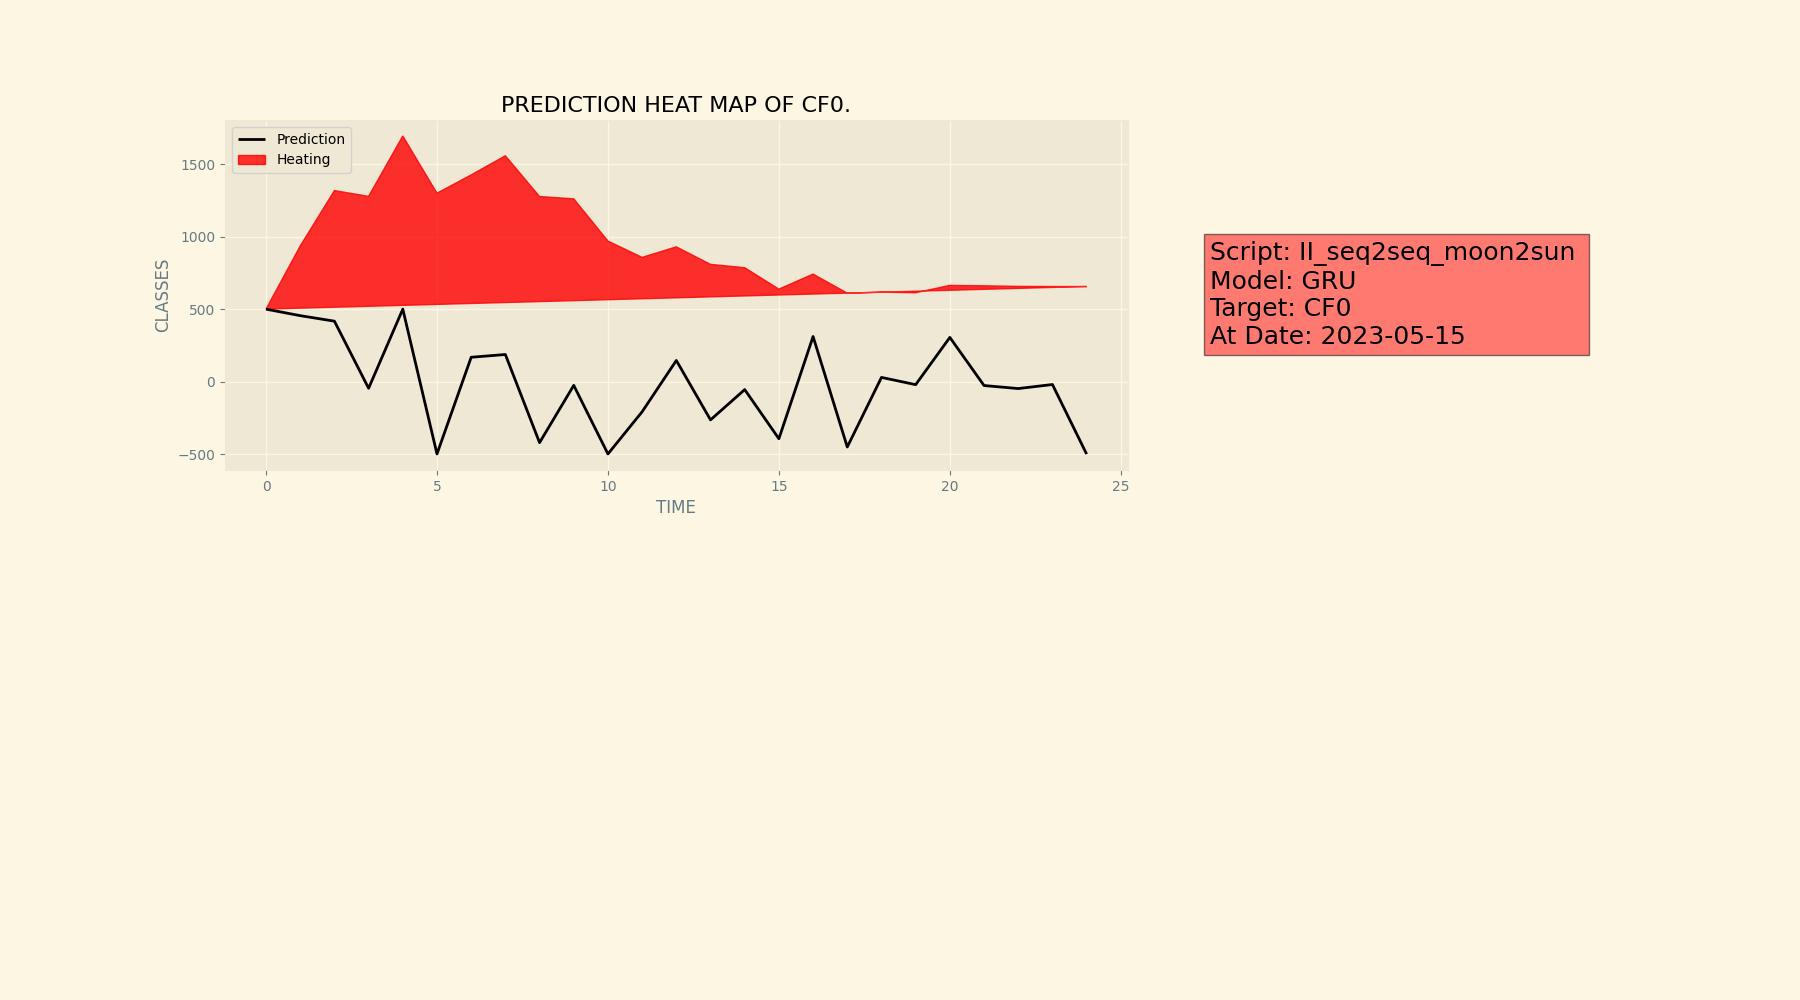 PREDICTION HEAT MAP OF CF0.
Prediction
Heating
CLASSES
1500
1000
500
0
−500
0 5 10 15 20 25
TIME
Script: II_seq2seq_moon2sun
Model: GRU
Target: CF0
At Date: 2023-05-15